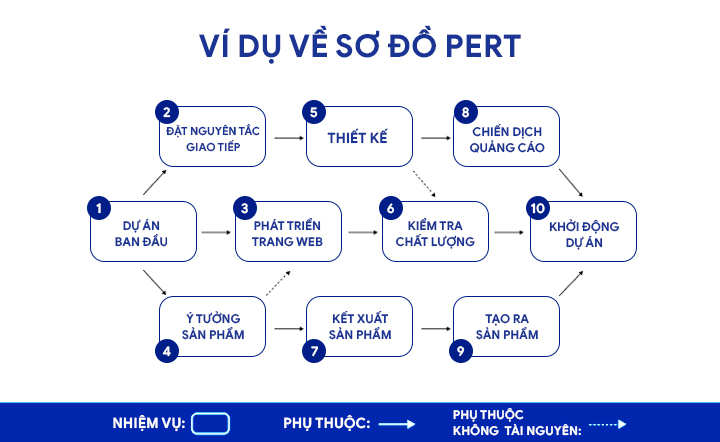 VÍ DỤ VỀ SƠ ĐỒ PERT
2
ĐẶT NGUYÊN TẮC
GIAO TIẾP
5
THIẾT KẾ
8
CHIẾN DỊCH
QUẢNG CÁO
1
DỰ ÁN
BAN ĐẦU
3
PHÁT TRIỂN
TRANG WEB
6
KIỂM TRA
CHẤT LƯỢNG
10
KHỞI ĐỘNG
DỰ ÁN
4
Ý TƯỞNG
SẢN PHẨM
7
KẾT XUẤT
SẢN PHẨM
9
TẠO RA
SẢN PHẨM
NHIỆM VỤ:
PHỤ THUỘC:
PHỤ THUỘC
KHÔNG TÀI NGUYÊN: